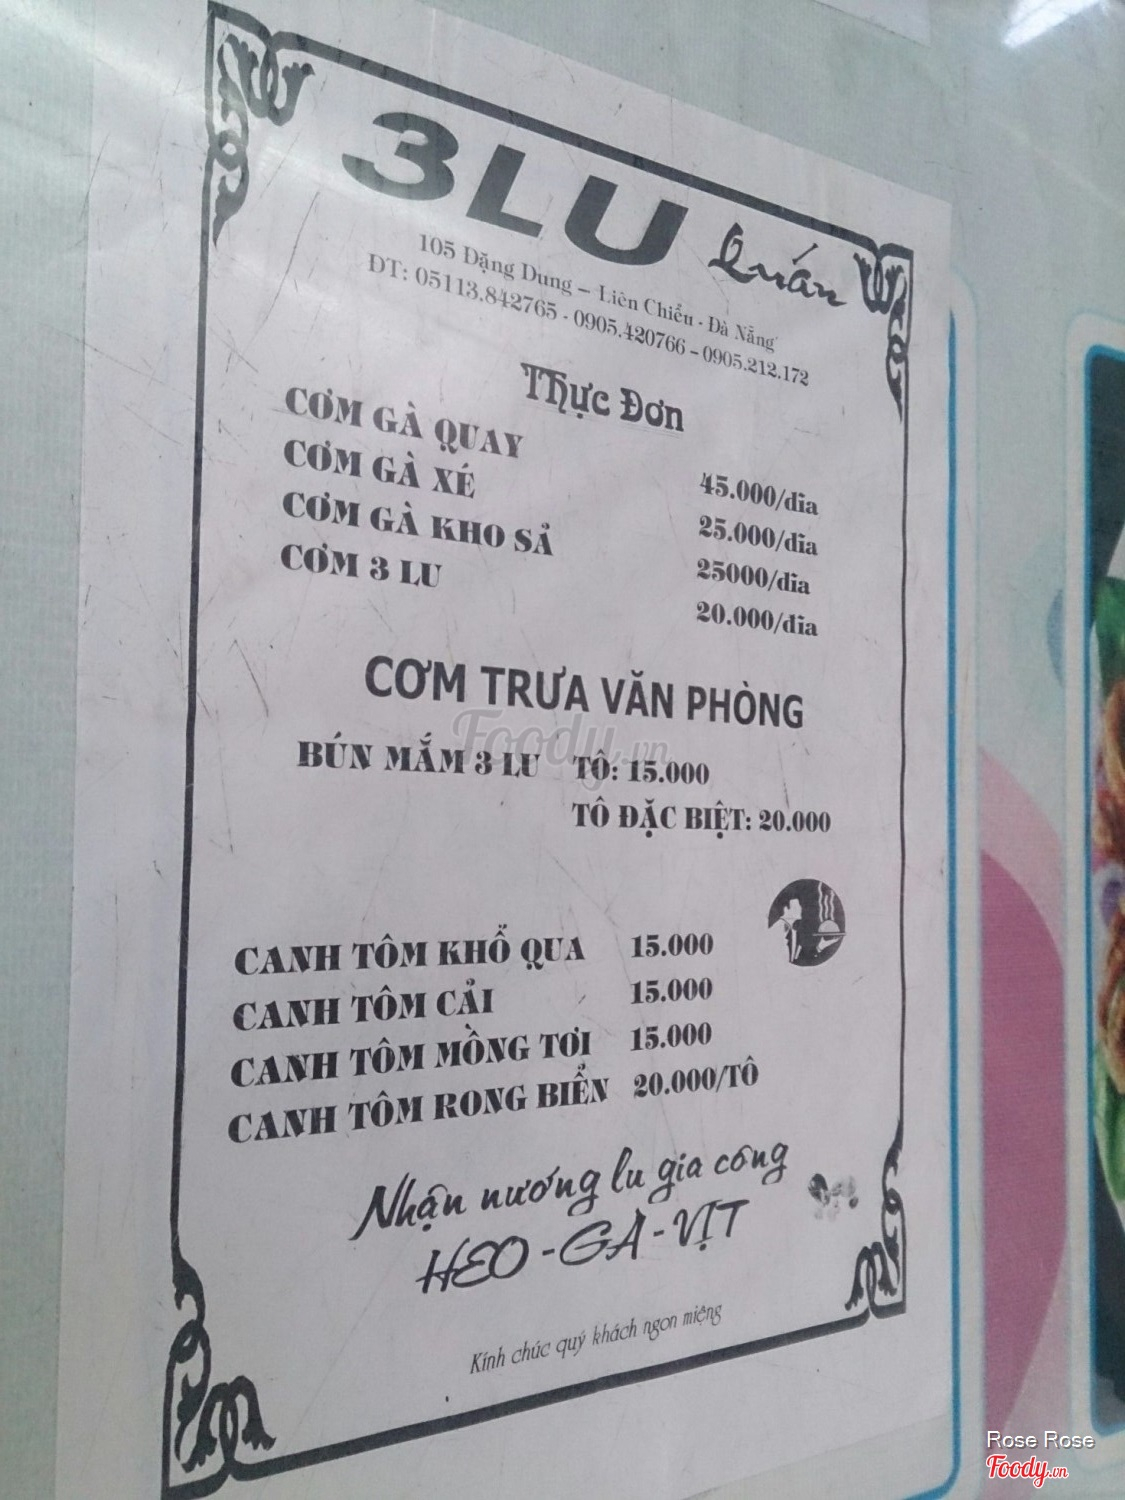 3LU Quán
105 Đặng Dung – Liên Chiểu - Đà Nẵng
ĐT: 05113.842765 - 0905.420766 – 0905.212.172
Thực Đơn
CƠM GÀ QUAY 45.000/dĩa
CƠM GÀ XÉ 25.000/dĩa
CƠM GÀ KHO SẢ 25000/dĩa
CƠM 3 LU 20.000/dĩa
CƠM TRƯA VĂN PHÒNG
Foody.vn
BÚN MẮM 3 LU TÔ: 15.000
TÔ ĐẶC BIỆT: 20.000
CANH TÔM KHỔ QUA 15.000
CANH TÔM CẢI 15.000
CANH TÔM MỒNG TƠI 15.000
CANH TÔM RONG BIỂN 20.000/TÔ
Nhận nướng lu gia công
HEO - GÀ - VỊT
Kính chúc quý khách ngon miệng
Rose Rose
Foody.vn